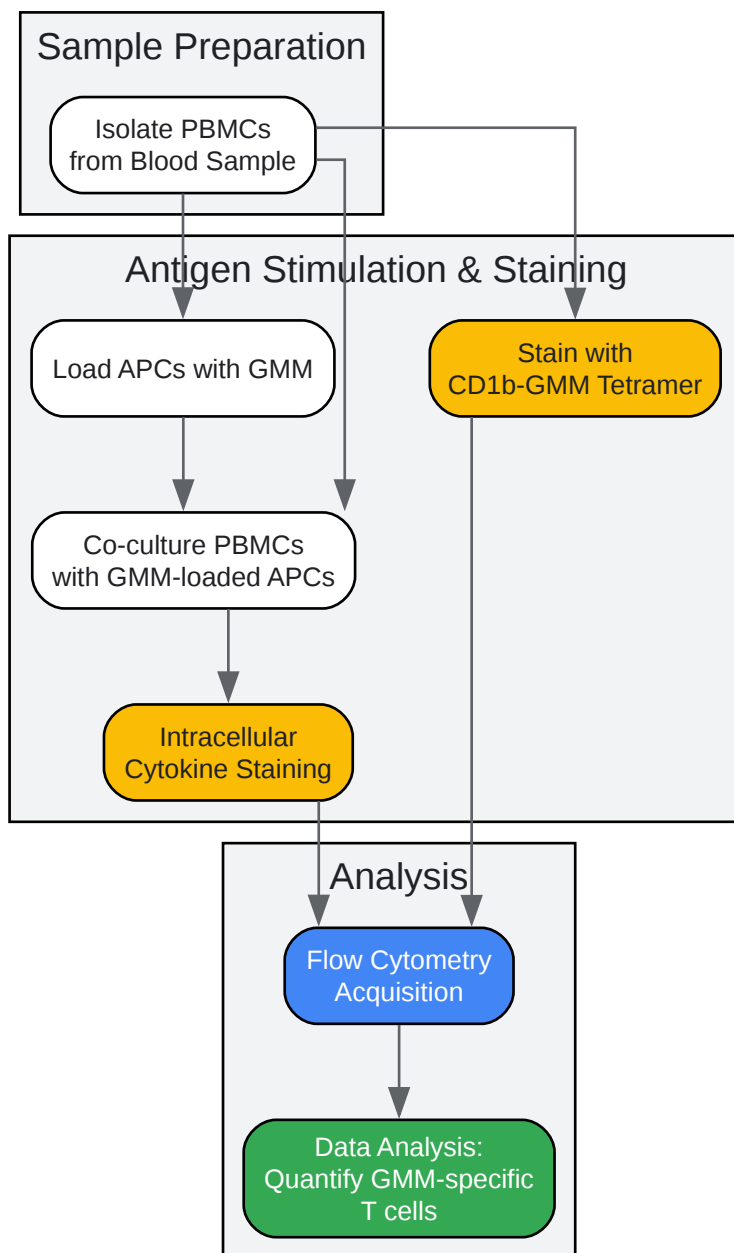 Sample Preparation
Isolate PBMCs
from Blood Sample
Antigen Stimulation & Staining
Load APCs with GMM
Stain with
CD1b-GMM Tetramer
Co-culture PBMCs
with GMM-loaded APCs
Intracellular
Cytokine Staining
Analysis
Flow Cytometry
Acquisition
Data Analysis:
Quantify GMM-specific
T cells